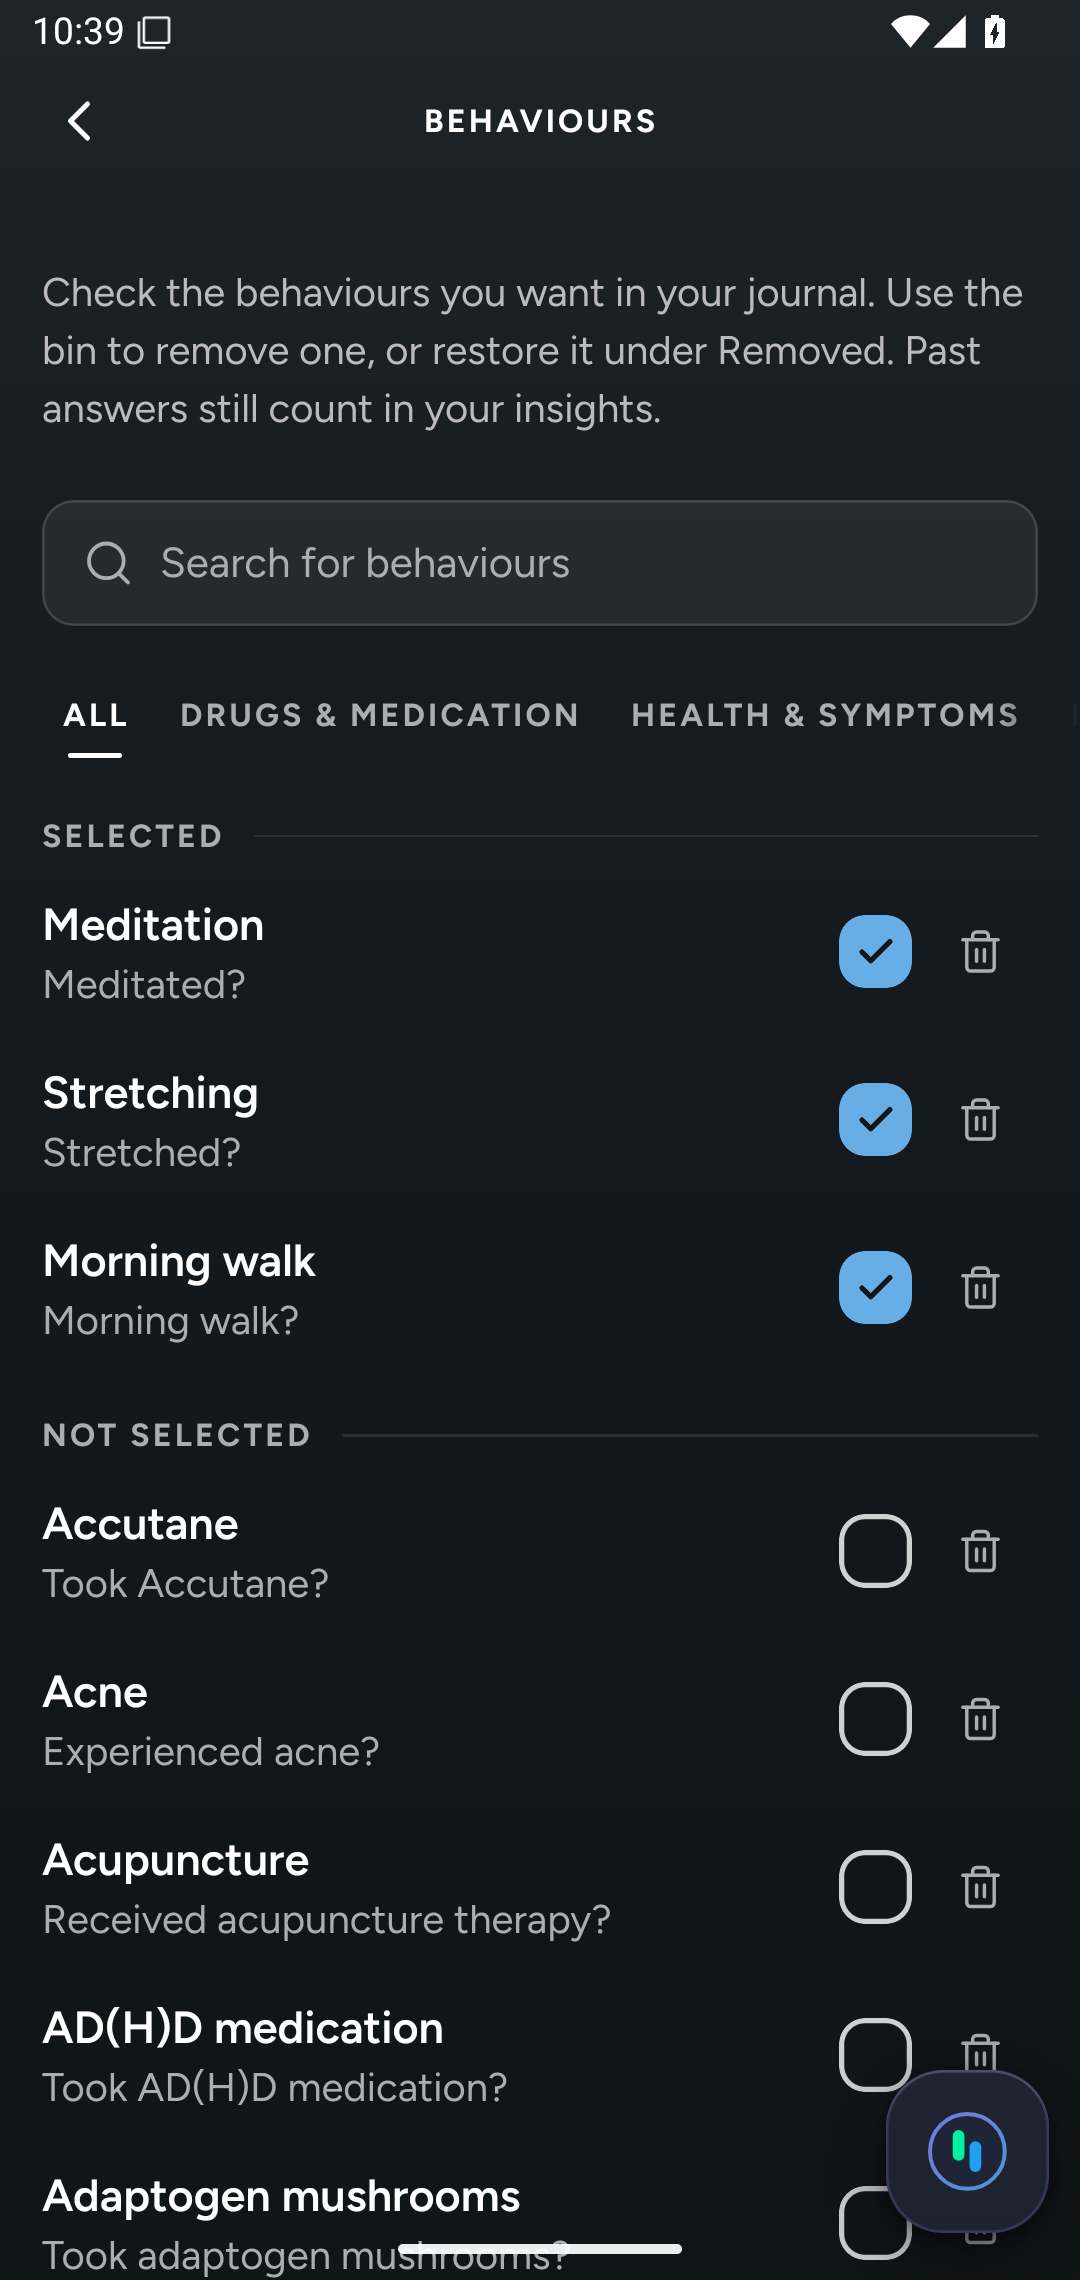 10:39
BEHAVIOURS
Check the behaviours you want in your journal. Use the
bin to remove one, or restore it under Removed. Past
answers still count in your insights.
Search for behaviours
ALL DRUGS & MEDICATION HEALTH & SYMPTOMS
SELECTED
Meditation
Meditated?
Stretching
Stretched?
Morning walk
Morning walk?
NOT SELECTED
Accutane
Took Accutane?
Acne
Experienced acne?
Acupuncture
Received acupuncture therapy?
AD(H)D medication
Took AD(H)D medication?
Adaptogen mushrooms
Took adaptogen mushrooms?